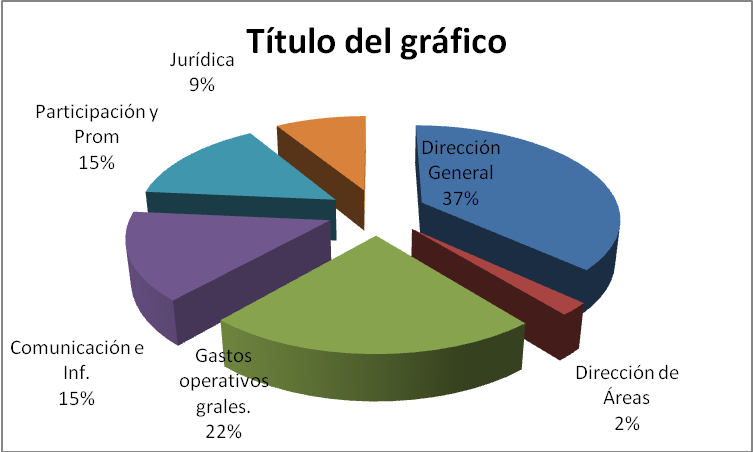 Título del gráfico
Jurídica
9%
Participación y
Prom
15%
Dirección
General
37%
Comunicación e
Inf.
15%
Gastos
operativos
grales.
22%
Dirección de
Áreas
2%